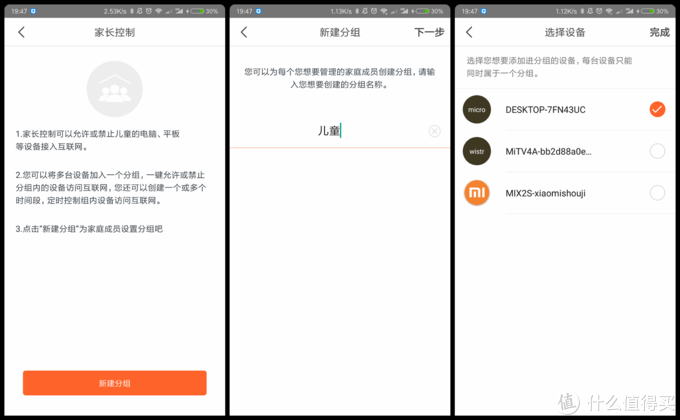 19:47 2.53K/s 30%
家长控制
1.家长控制可以允许或禁止儿童的电脑、平板
等设备接入互联网。
2.您可以将多台设备加入一个分组，一键允许或禁止
分组内的设备访问互联网，您还可以创建一个或多个
时间段，定时控制组内设备访问互联网。
3.点击“新建分组”为家庭成员设置分组吧
新建分组
19:47 1.13K/s 30%
新建分组 下一步
您可以为每个您想要管理的家庭成员创建分组，请输
入您想要创建的分组名称。
儿童
19:47 1.12K/s 30%
选择设备 完成
选择您想要添加进分组的设备，每台设备只能
同时属于一个分组。
micro DESKTOP-7FN43UC
wistr MiTV4A-bb2d88a0e...
MI MIX2S-xiaomishouji
值 什么值得买